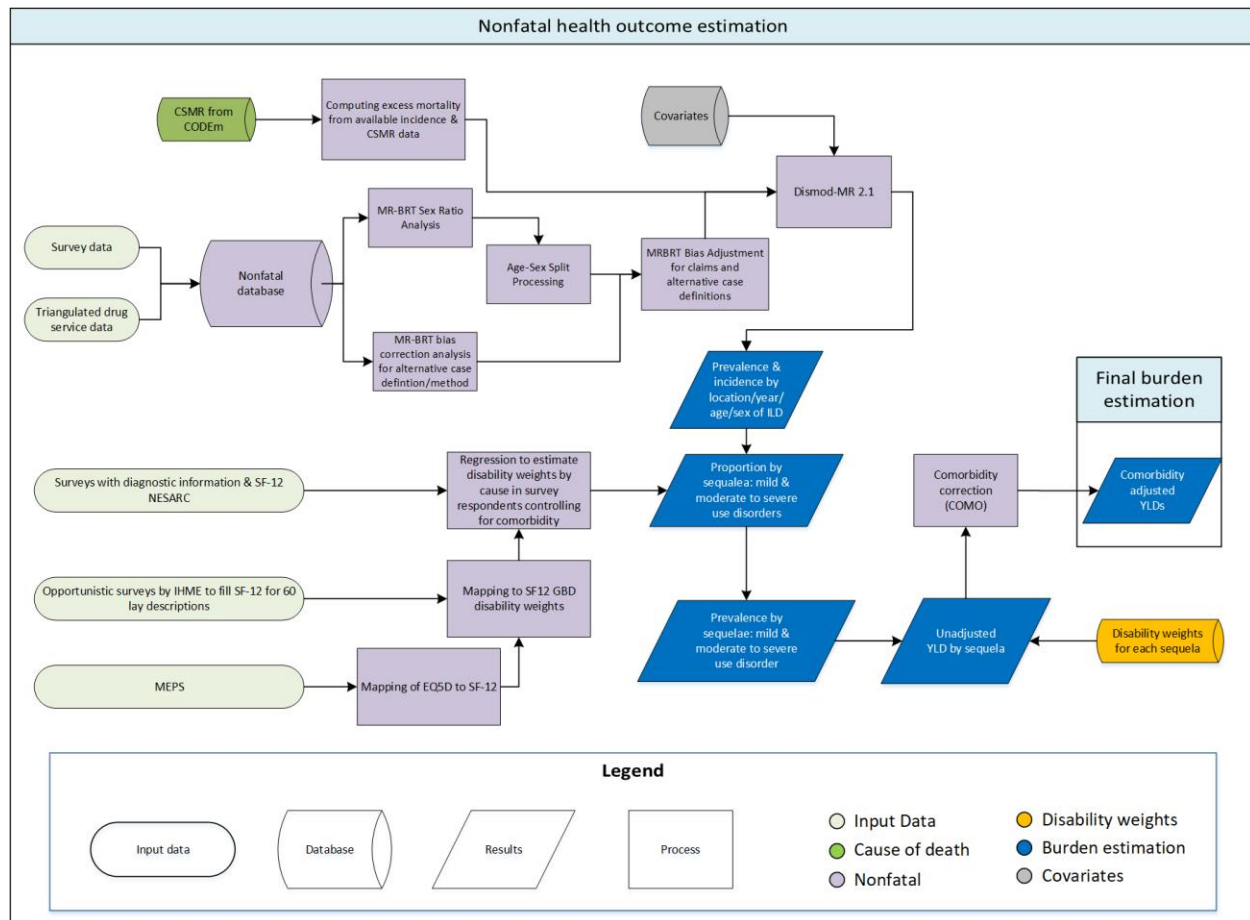 Nonfatal health outcome estimation
CSMR from
CODEm
Computing excess mortality
from available incidence &
CSMR data
Covariates
Dismod-MR 2.1
Survey data
Triangulated drug
service data
Nonfatal
database
MR-BRT Sex Ratio
Analysis
Age-Sex Split
Processing
MR-BRT bias
correction analysis
for alternative case
defintion/method
MRBRT Bias Adjustment
for claims and
alternative case
definitions
Prevalence &
incidence by
location/year/
age/sex of ILD
Final burden
estimation
Surveys with diagnostic information & SF-12
NESARC
Regression to estimate
disability weights by
cause in survey
respondents controlling
for comorbidity
Proportion by
sequalea: mild &
moderate to severe
use disorders
Comorbidity
correction
(COMO)
Comorbidity
adjusted
YLDs
Opportunistic surveys by IHME to fill SF-12 for 60
lay descriptions
Mapping to SF12 GBD
disability weights
Prevalence by
sequelae: mild &
moderate to severe
use disorder
Unadjusted
YLD by sequela
Disability weights
for each sequela
MEPS
Mapping of EQ5D to SF-12
Legend
Input data
Database
Results
Process
Input Data
Cause of death
Nonfatal
Disability weights
Burden estimation
Covariates